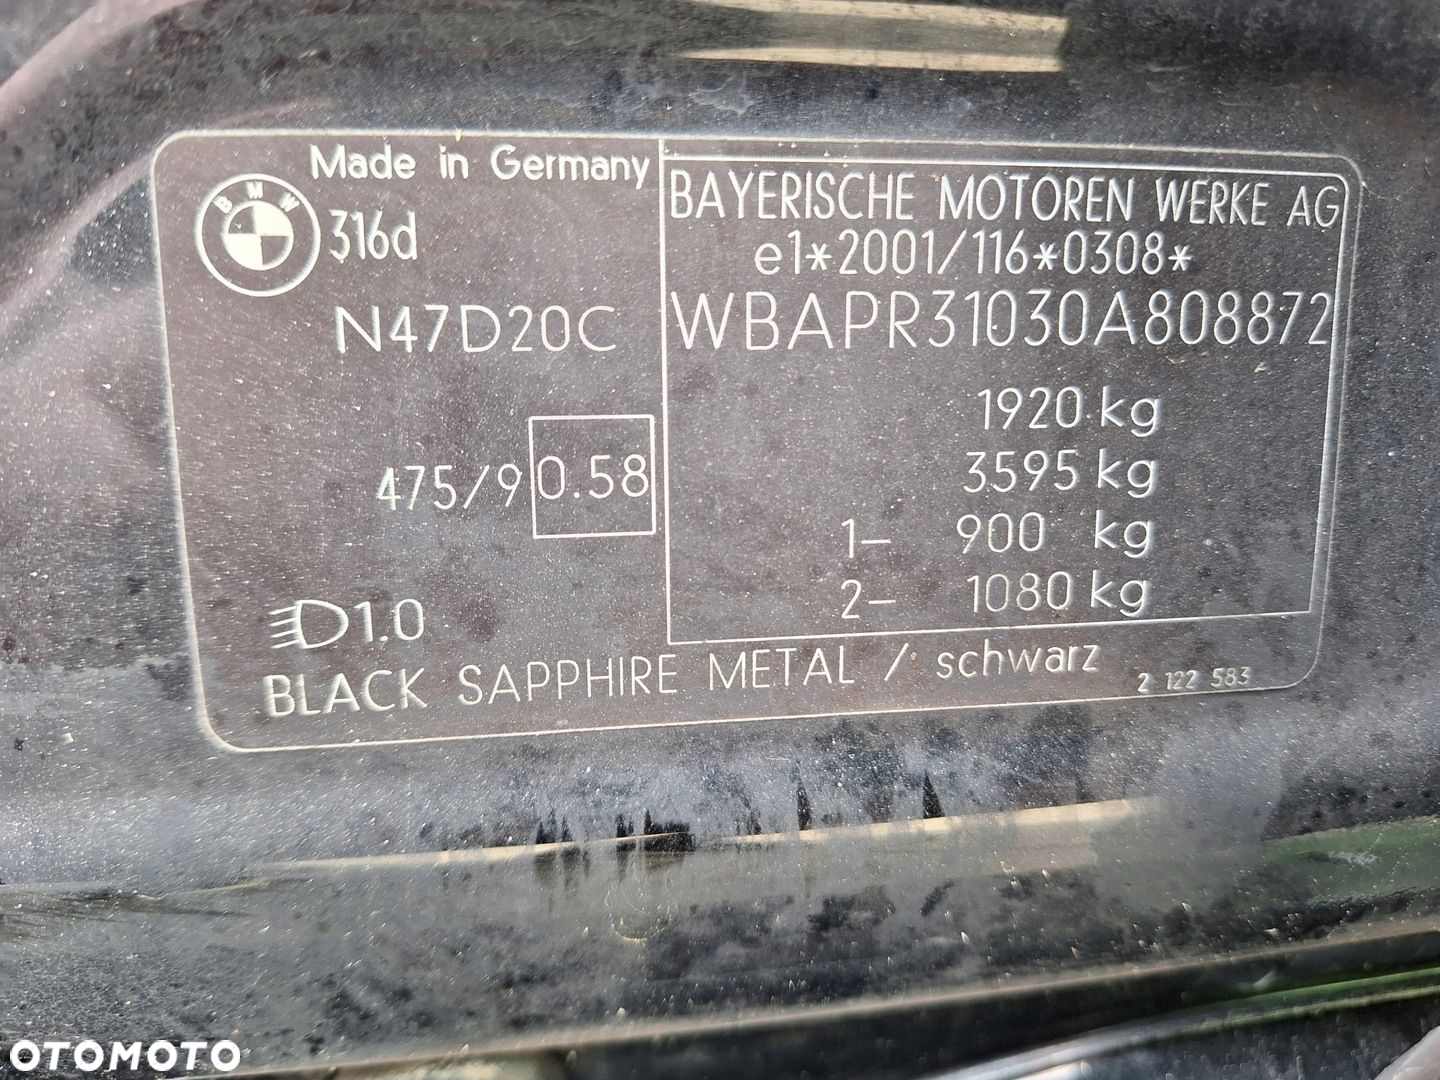 Made in Germany
BMW
316d
N47D20C
475/9 0.58
1.0
BAYERISCHE MOTOREN WERKE AG
e1*2001/116*0308*
WBAPR31030A808872
1920 kg
3595 kg
1- 900 kg
2- 1080 kg
BLACK SAPPHIRE METAL / schwarz
2 122 583
OTOMOTO